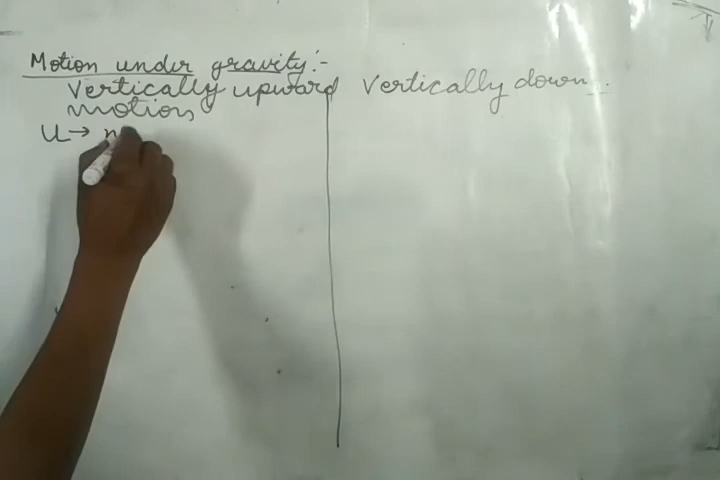 Motion under gravity:-
Vertically upward
motion
U→ n
Vertically down..